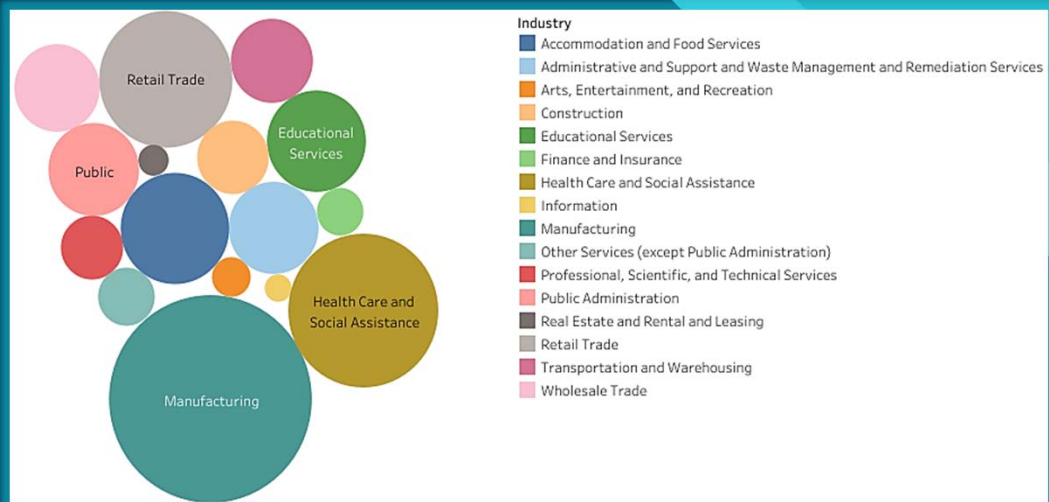 Retail Trade
Educational
Services
Public
Health Care and
Social Assistance
Manufacturing
Industry
Accommodation and Food Services
Administrative and Support and Waste Management and Remediation Services
Arts, Entertainment, and Recreation
Construction
Educational Services
Finance and Insurance
Health Care and Social Assistance
Information
Manufacturing
Other Services (except Public Administration)
Professional, Scientific, and Technical Services
Public Administration
Real Estate and Rental and Leasing
Retail Trade
Transportation and Warehousing
Wholesale Trade